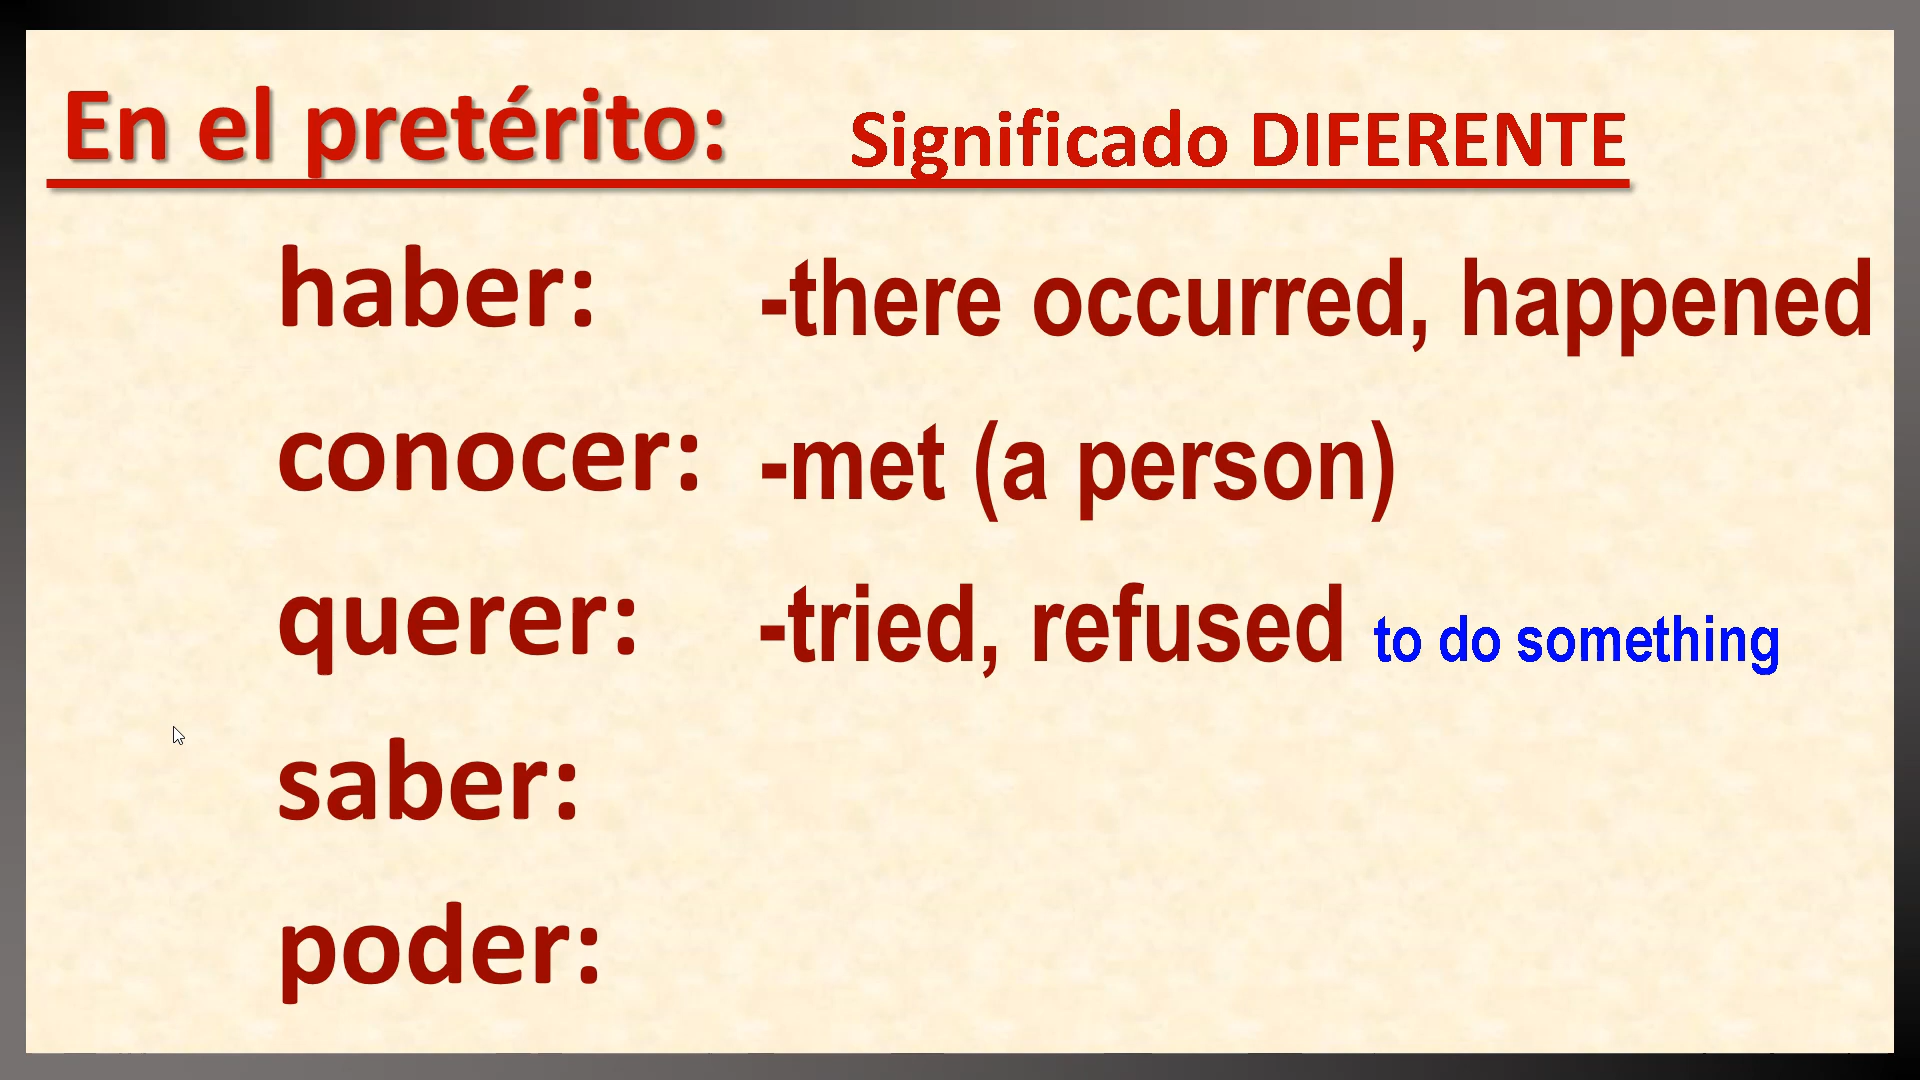 En el pretérito: Significado DIFERENTE
haber: -there occurred, happened
conocer: -met (a person)
querer: -tried, refused to do something
saber:
poder: